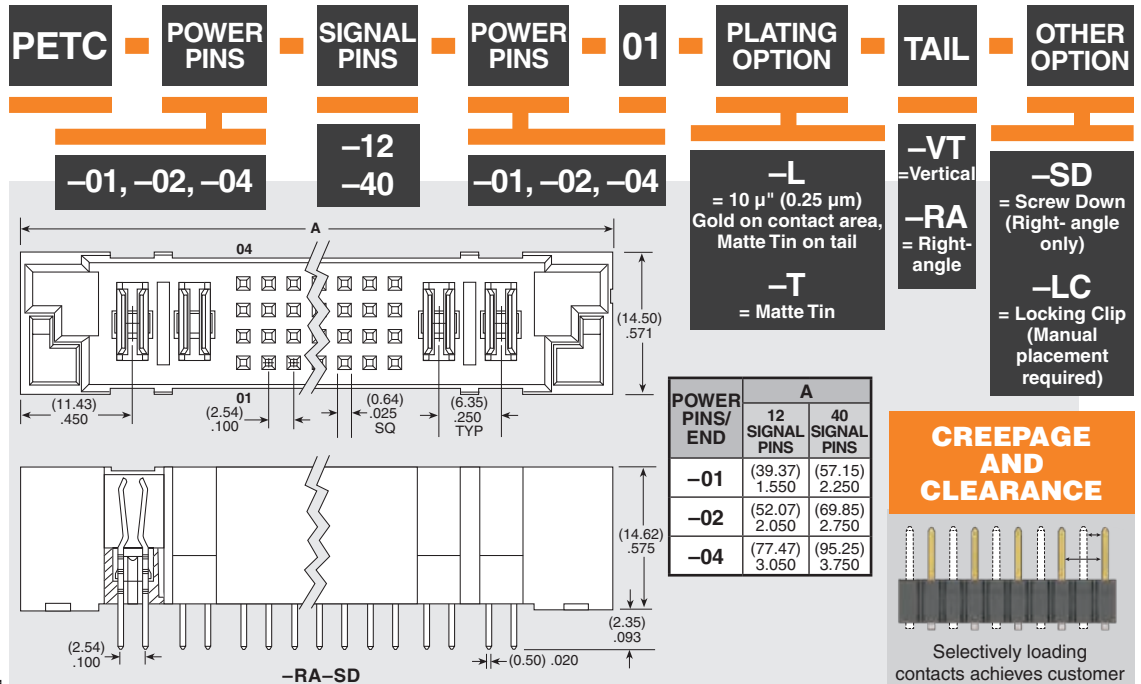 PETC - POWER PINS - SIGNAL PINS - POWER PINS - 01 - PLATING OPTION - TAIL - OTHER OPTION
–01, –02, –04
–12
–40
–01, –02, –04
–L
= 10 µ" (0.25 µm)
Gold on contact area,
Matte Tin on tail
–T
= Matte Tin
–VT
=Vertical
–RA
= Right-
angle
–SD
= Screw Down
(Right- angle
only)
–LC
= Locking Clip
(Manual
placement
required)
A
04
(14.50)
.571
01
(11.43)
.450
(2.54)
.100
(0.64)
.025
SQ
(6.35)
.250
TYP
(14.62)
.575
(2.35)
.093
(2.54)
.100
(0.50) .020
–RA–SD
POWER PINS/ END A
12 SIGNAL PINS 40 SIGNAL PINS
–01 (39.37) 1.550 (57.15) 2.250
–02 (52.07) 2.050 (69.85) 2.750
–04 (77.47) 3.050 (95.25) 3.750
CREEPAGE
AND
CLEARANCE
Selectively loading
contacts achieves customer